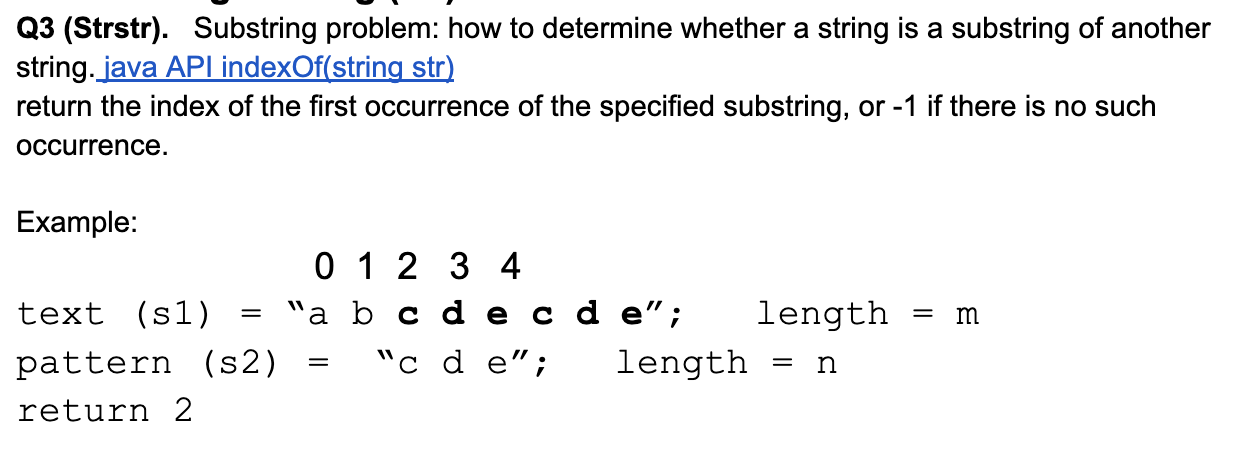 Q3 (Strstr). Substring problem: how to determine whether a string is a substring of another
string. java API indexOf(string str)
return the index of the first occurrence of the specified substring, or -1 if there is no such
occurrence.
Example:
0 1 2 3 4
text (s1) = “a b c d e c d e”; length = m
pattern (s2) = “c d e”; length = n
return 2